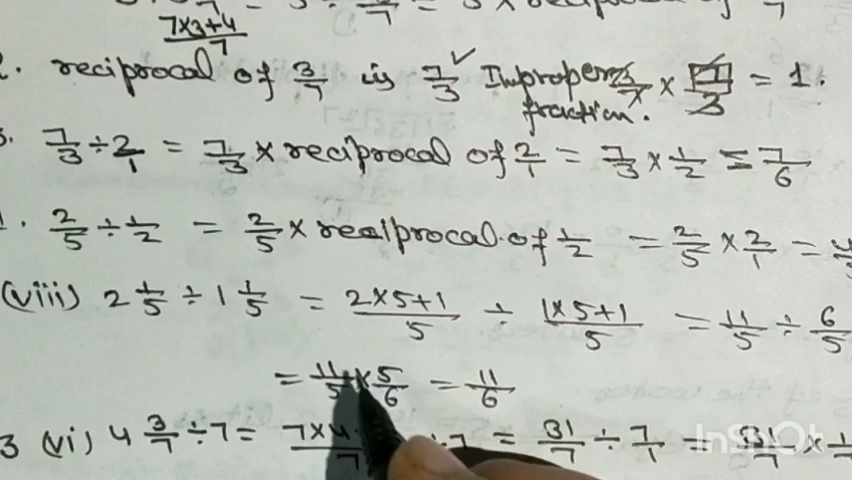 7×3+4/7
reciprocal of 3/7 is 7/3 ✓ Improper 3/7 × 7/3 = 1.
fraction.
7/3 ÷ 2/1 = 7/3 × reciprocal of 2/1 = 7/3 × 1/2 = 7/6
2/5 ÷ 1/2 = 2/5 × reciprocal of 1/2 = 2/5 × 2/1 =
(viii) 2 1/5 ÷ 1 1/5 = 2×5+1/5 ÷ 1×5+1/5 = 11/5 ÷ 6/5
= 11/5 × 5/6 = 11/6
3 (vi) 4 3/7 ÷ 7 = 7×4 /7 ÷ 7 = 31/7 ÷ 7/1 = 31/7 ×
InShot